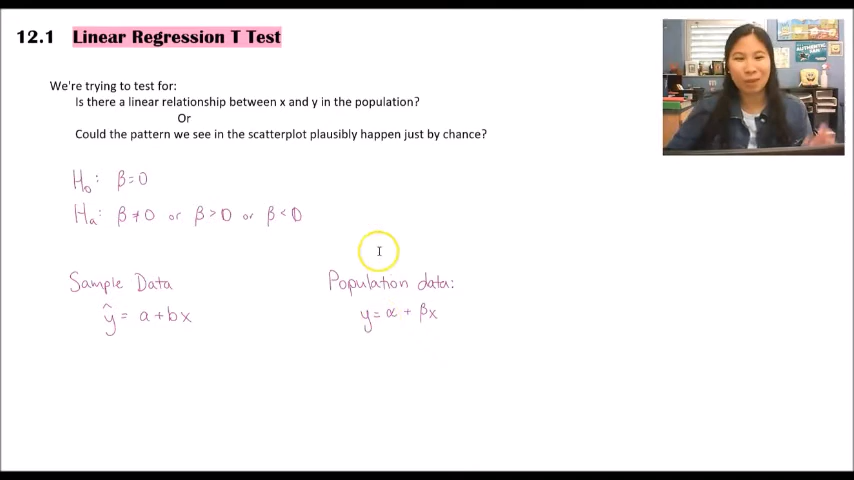 12.1 Linear Regression T Test
We're trying to test for:
Is there a linear relationship between x and y in the population?
Or
Could the pattern we see in the scatterplot plausibly happen just by chance?
H₀: β=0
Hₐ: β≠0 or β>0 or β<0
Sample Data
ŷ = a+bx
Population data:
y=α+βx
AUTHENTIC